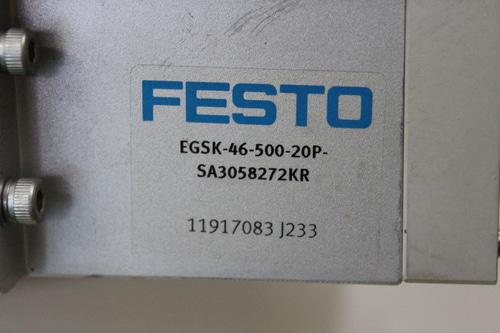 FESTO
EGSK-46-500-20P-
SA3058272KR
11917083 J233